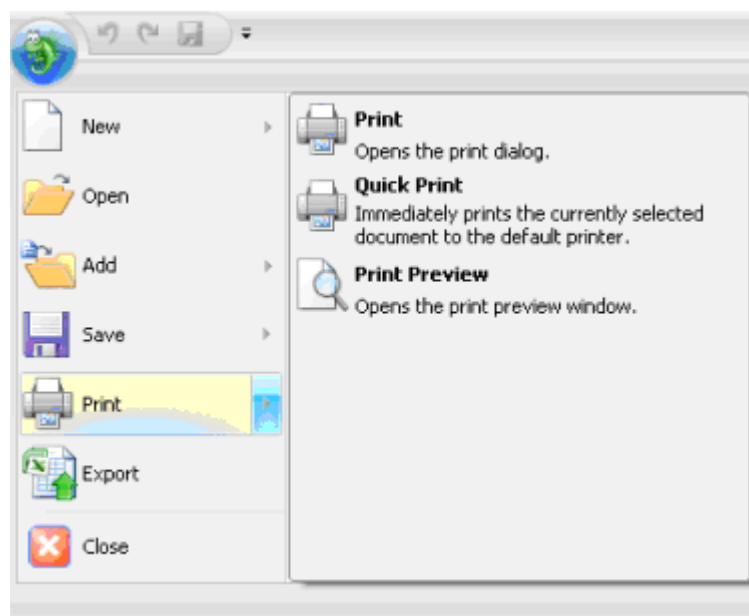 New
Open
Add
Save
Print
Export
Close
Print
Opens the print dialog.
Quick Print
Immediately prints the currently selected
document to the default printer.
Print Preview
Opens the print preview window.